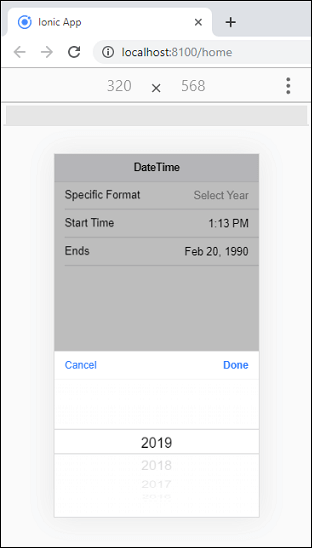 Ionic App
localhost:8100/home
320 × 568
DateTime
Specific Format Select Year
Start Time 1:13 PM
Ends Feb 20, 1990
Cancel Done
2019
2018
2017
2016